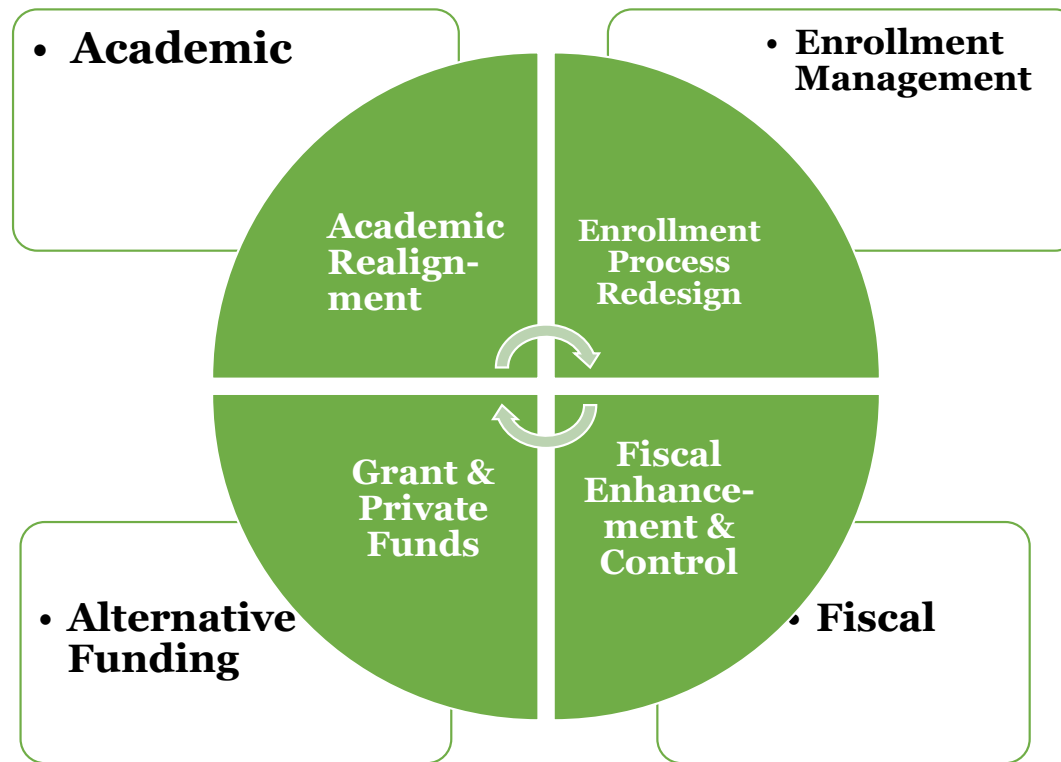 • Academic
• Enrollment
Management
Academic
Realign-
ment
Enrollment
Process
Redesign
Grant &
Private
Funds
Fiscal
Enhance-
ment &
Control
• Alternative
Funding
• Fiscal